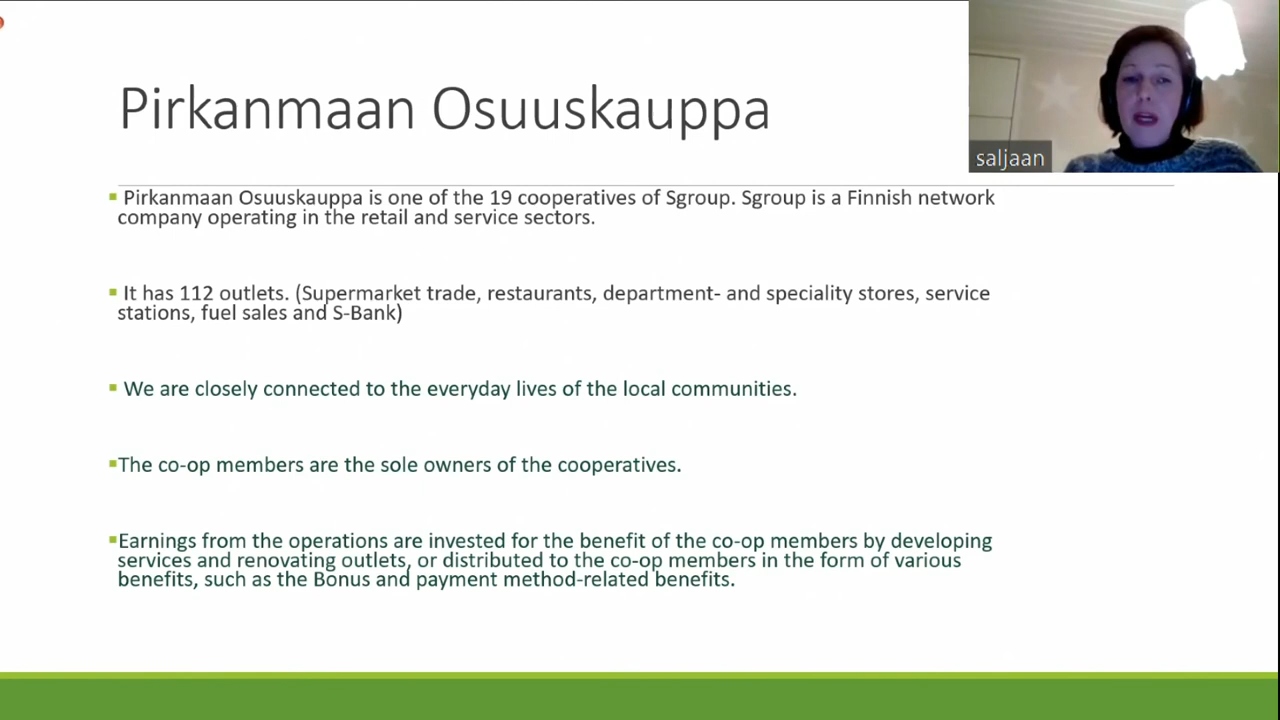 Pirkanmaan Osuuskauppa
saljaan
▪ Pirkanmaan Osuuskauppa is one of the 19 cooperatives of Sgroup. Sgroup is a Finnish network
company operating in the retail and service sectors.
▪ It has 112 outlets. (Supermarket trade, restaurants, department- and speciality stores, service
stations, fuel sales and S-Bank)
▪ We are closely connected to the everyday lives of the local communities.
▪The co-op members are the sole owners of the cooperatives.
▪Earnings from the operations are invested for the benefit of the co-op members by developing
services and renovating outlets, or distributed to the co-op members in the form of various
benefits, such as the Bonus and payment method-related benefits.